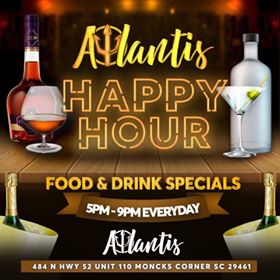 Atlantis
HAPPY
HOUR
FOOD & DRINK SPECIALS
5PM - 9PM EVERYDAY
Atlantis
484 N HWY 52 UNIT 110 MONCKS CORNER SC 29461